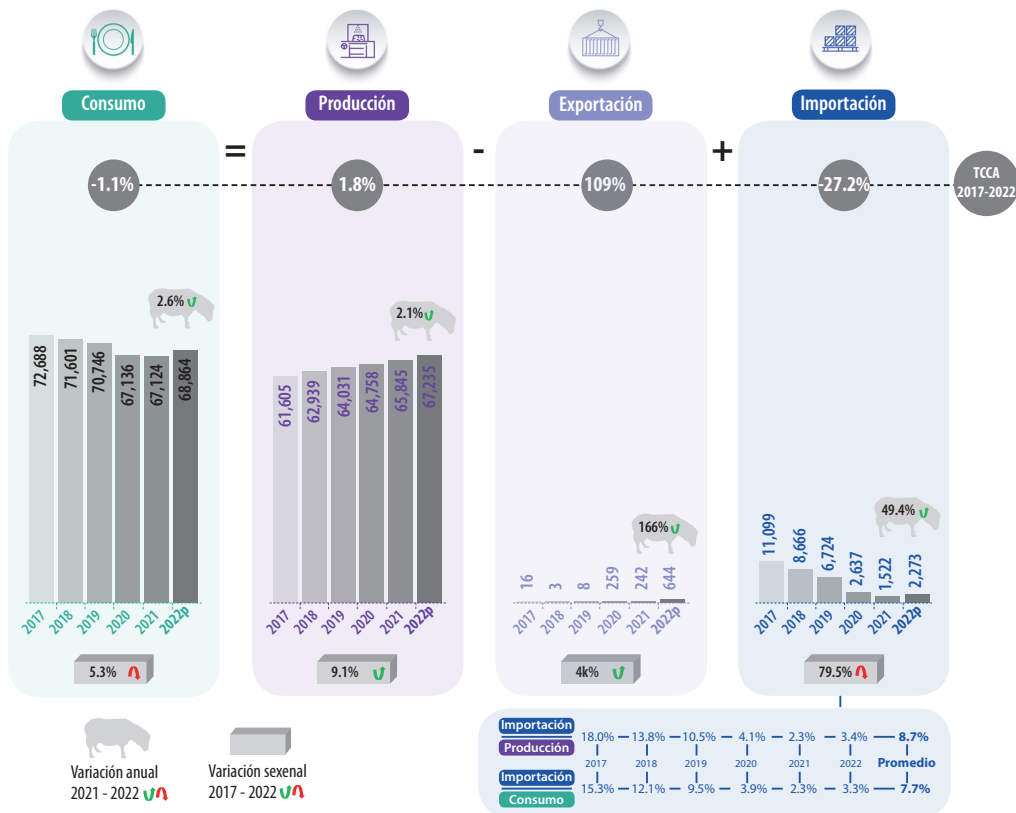 Consumo
Producción
Exportación
Importación
=
-
+
-1.1%
1.8%
109%
-27.2%
TCCA
2017-2022
2.6%
72,688
71,601
70,746
67,136
67,124
68,864
2017
2018
2019
2020
2021
2022p
5.3%
2.1%
61,605
62,939
64,031
64,758
65,845
67,235
2017
2018
2019
2020
2021
2022p
9.1%
166%
16
3
8
259
242
644
2017
2018
2019
2020
2021
2022p
4k%
49.4%
11,099
8,666
6,724
2,637
1,522
2,273
2017
2018
2019
2020
2021
2022p
79.5%
Variación anual
2021 - 2022
Variación sexenal
2017 - 2022
Importación
Producción
18.0% 13.8% 10.5% 4.1% 2.3% 3.4% 8.7%
2017 2018 2019 2020 2021 2022 Promedio
Importación
Consumo
15.3% 12.1% 9.5% 3.9% 2.3% 3.3% 7.7%